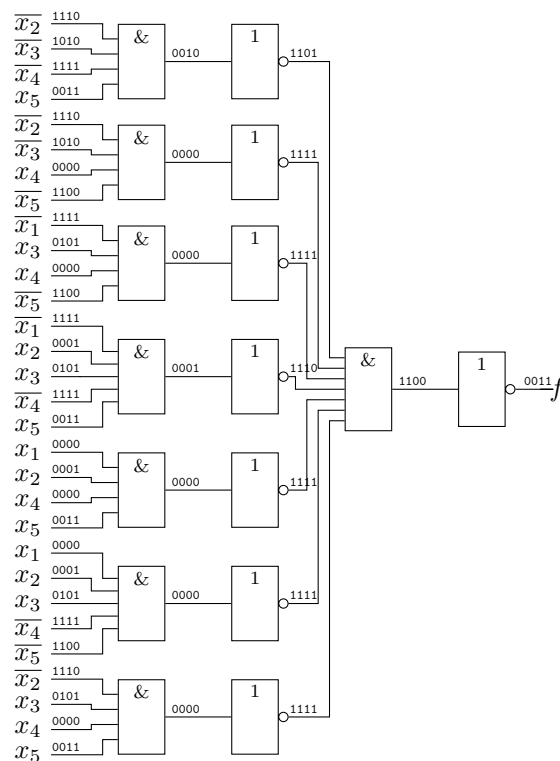 x̅₂ 1110
x̅₃ 1010
x̅₄ 1111
x₅ 0011
& 0010 1 1101
x̅₂ 1110
x̅₃ 1010
x₄ 0000
x̅₅ 1100
& 0000 1 1111
x̅₁ 1111
x₃ 0101
x₄ 0000
x̅₅ 1100
& 0000 1 1111
x̅₁ 1111
x₂ 0001
x₃ 0101
x̅₄ 1111
x₅ 0011
& 0001 1 1110
x₁ 0000
x₂ 0001
x₄ 0000
x₅ 0011
& 0000 1 1111
x₁ 0000
x₂ 0001
x₃ 0101
x̅₄ 1111
x̅₅ 1100
& 0000 1 1111
x̅₂ 1110
x₃ 0101
x₄ 0000
x₅ 0011
& 0000 1 1111
& 1100 1 0011 f